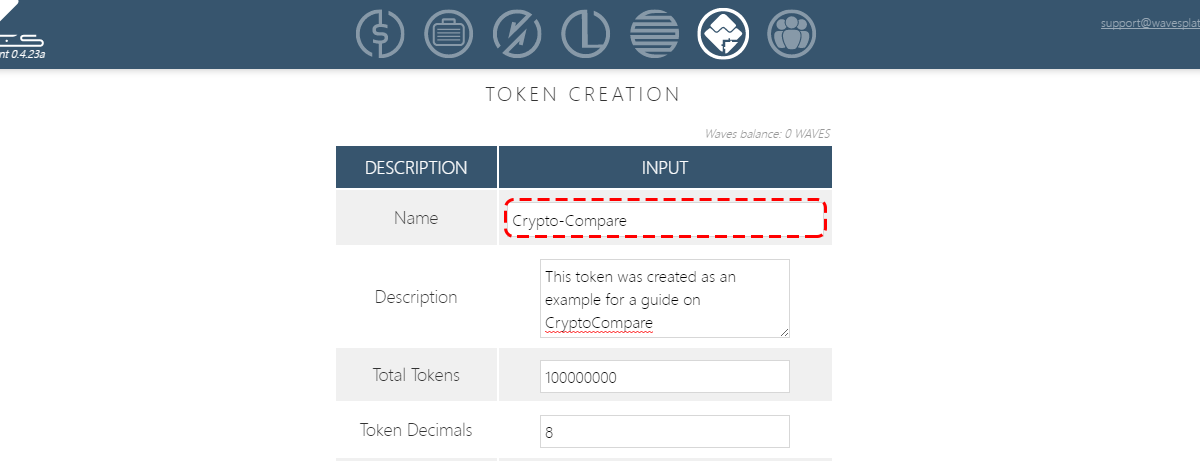 support@wavesplat
nt 0.4.23a
TOKEN CREATION
Waves balance: 0 WAVES
DESCRIPTION INPUT
Name Crypto-Compare
Description
This token was created as an
example for a guide on
CryptoCompare
Total Tokens 100000000
Token Decimals 8